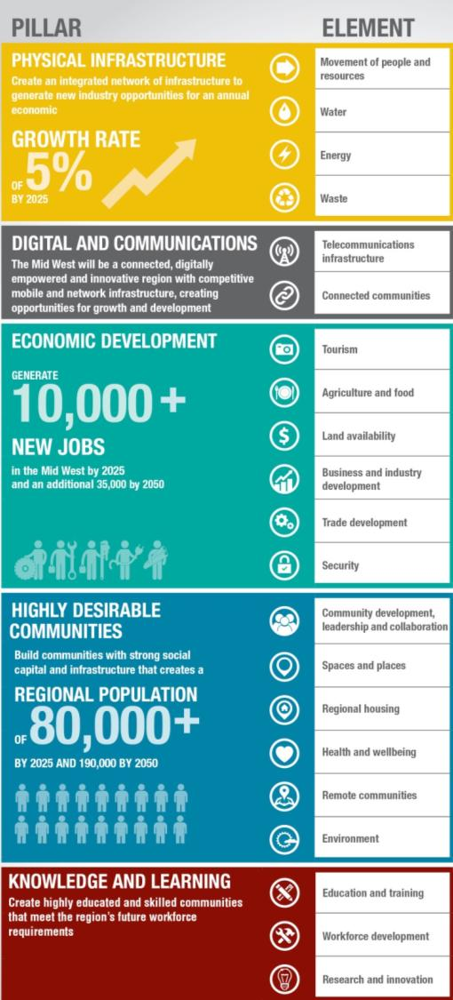 PILLAR
ELEMENT
PHYSICAL INFRASTRUCTURE
Create an integrated network of infrastructure to
generate new industry opportunities for an annual
economic
GROWTH RATE
OF 5%
BY 2025
Movement of people and
resources
Water
Energy
Waste
DIGITAL AND COMMUNICATIONS
The Mid West will be a connected, digitally
empowered and innovative region with competitive
mobile and network infrastructure, creating
opportunities for growth and development
Telecommunications
infrastructure
Connected communities
ECONOMIC DEVELOPMENT
GENERATE
10,000+
NEW JOBS
in the Mid West by 2025
and an additional 35,000 by 2050
Tourism
Agriculture and food
$
Land availability
Business and industry
development
Trade development
Security
HIGHLY DESIRABLE
COMMUNITIES
Build communities with strong social
capital and infrastructure that creates a
REGIONAL POPULATION
OF 80,000+
BY 2025 AND 190,000 BY 2050
Community development,
leadership and collaboration
Spaces and places
Regional housing
Health and wellbeing
Remote communities
Environment
KNOWLEDGE AND LEARNING
Create highly educated and skilled communities
that meet the region's future workforce
requirements
Education and training
Workforce development
Research and innovation